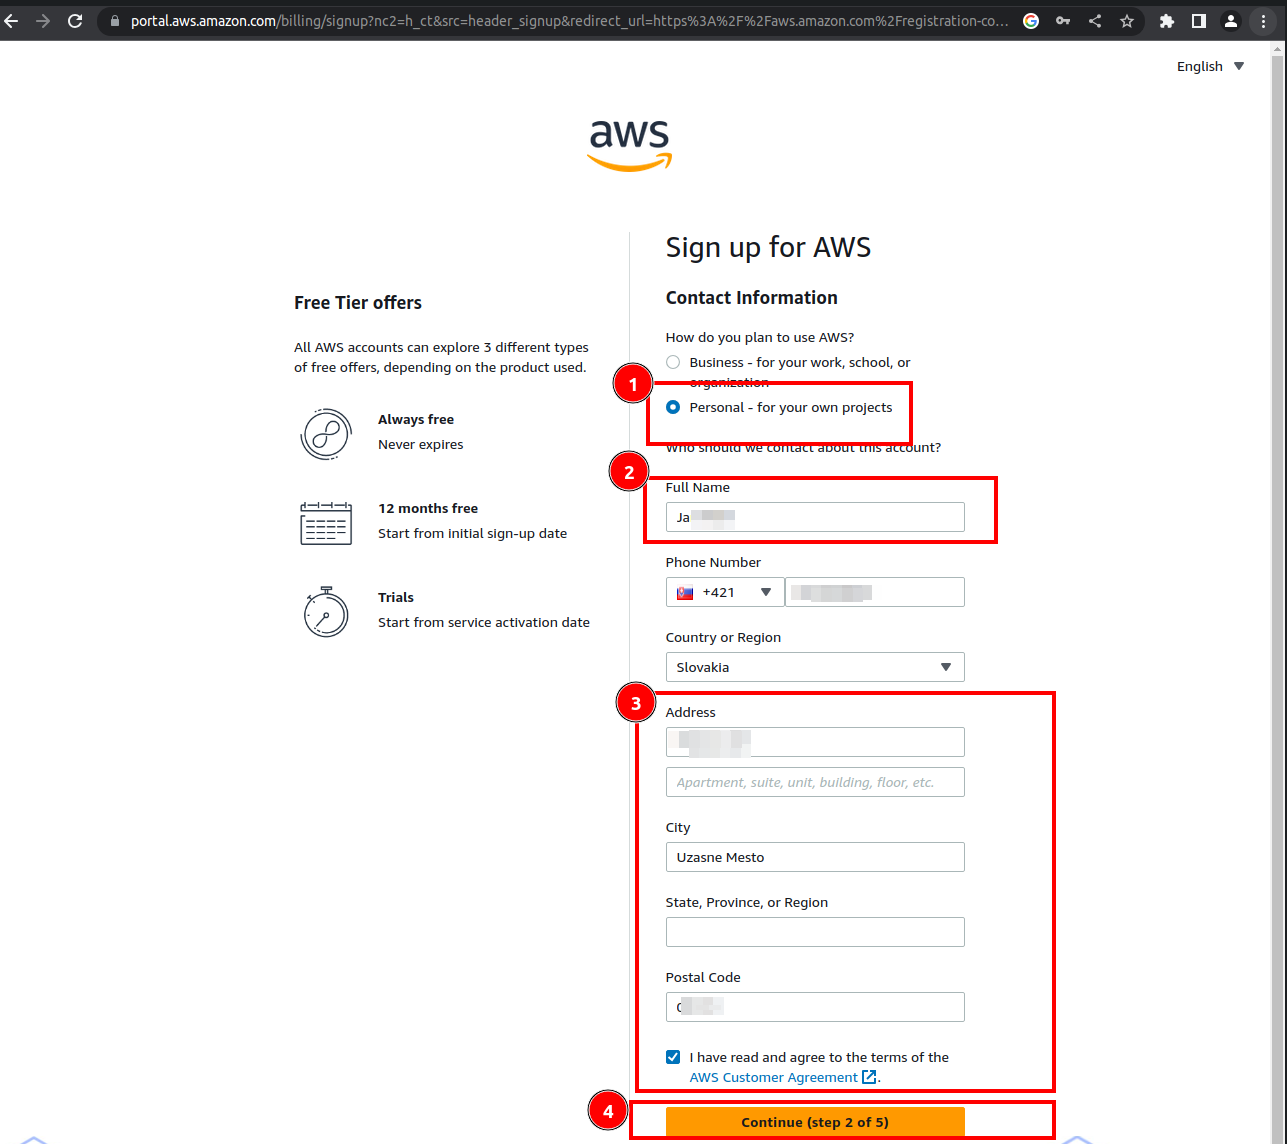 portal.aws.amazon.com/billing/signup?nc2=h_ct&src=header_signup&redirect_url=https%3A%2F%2Faws.amazon.com%2Fregistration-co...
English
aws
Sign up for AWS
Free Tier offers
All AWS accounts can explore 3 different types
of free offers, depending on the product used.
Always free
Never expires
12 months free
Start from initial sign-up date
Trials
Start from service activation date
Contact Information
How do you plan to use AWS?
Business - for your work, school, or
organization
1
Personal - for your own projects
Who should we contact about this account?
2
Full Name
Ja
Phone Number
+421
Country or Region
Slovakia
3
Address
Apartment, suite, unit, building, floor, etc.
City
Uzasne Mesto
State, Province, or Region
Postal Code
0
I have read and agree to the terms of the
AWS Customer Agreement.
4
Continue (step 2 of 5)